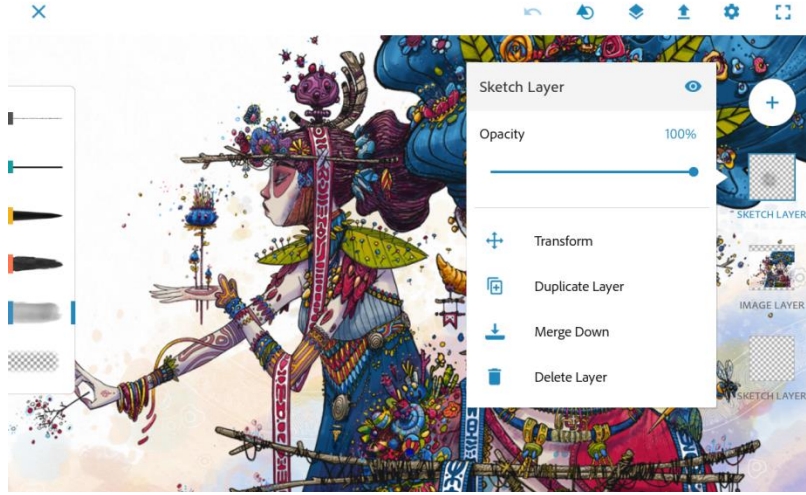 Sketch Layer
Opacity 100%
Transform
Duplicate Layer
Merge Down
Delete Layer
SKETCH LAYER
IMAGE LAYER
SKETCH LAYER